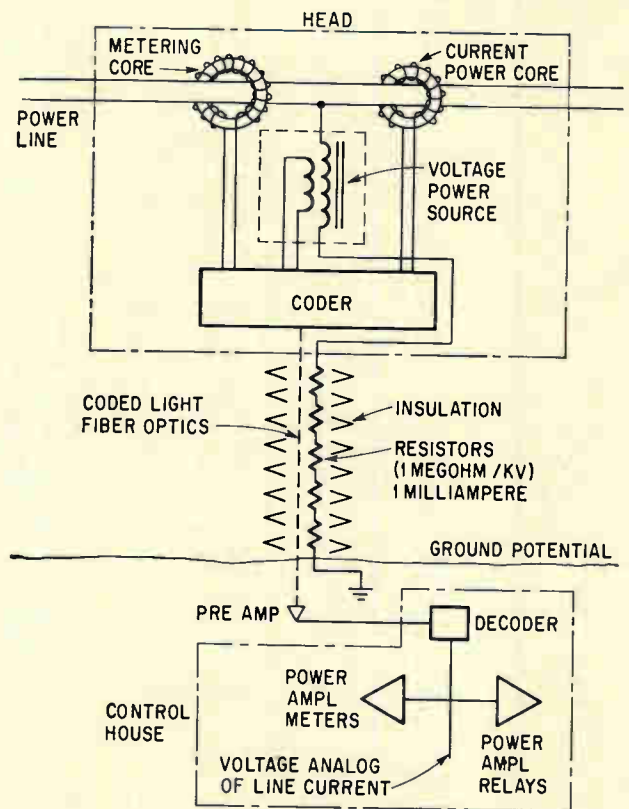 HEAD
METERING
CORE
CURRENT
POWER CORE
POWER
LINE
VOLTAGE
POWER
SOURCE
CODER
CODED LIGHT
FIBER OPTICS
INSULATION
RESISTORS
(1 MEGOHM/KV)
1 MILLIAMPERE
GROUND POTENTIAL
PRE AMP
DECODER
POWER
AMPL
METERS
CONTROL
HOUSE
VOLTAGE ANALOG
OF LINE CURRENT
POWER
AMPL
RELAYS